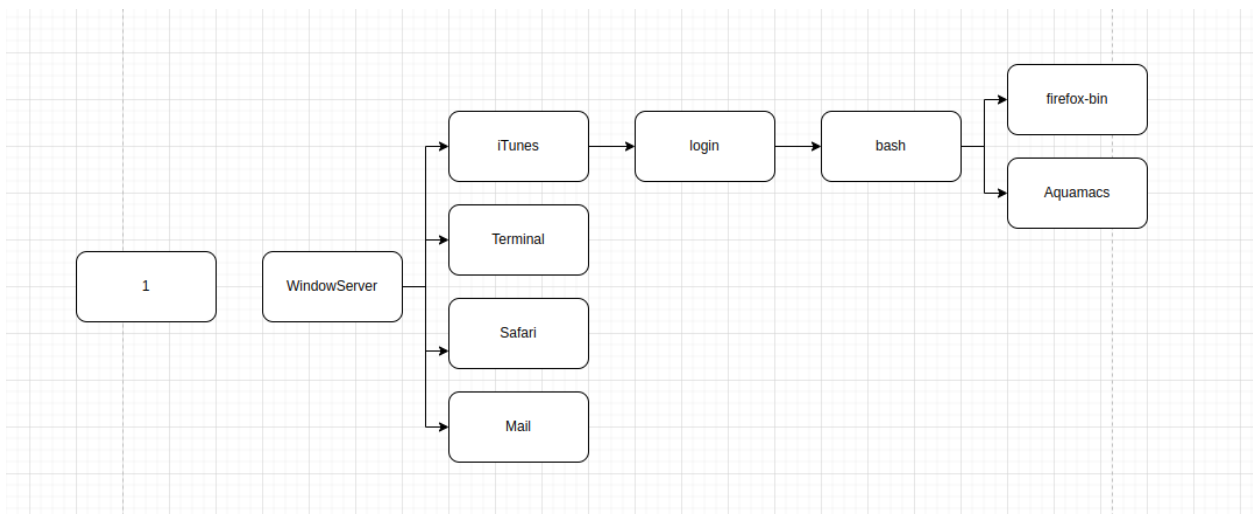 firefox-bin
iTunes
login
bash
Aquamacs
Terminal
1
WindowServer
Safari
Mail